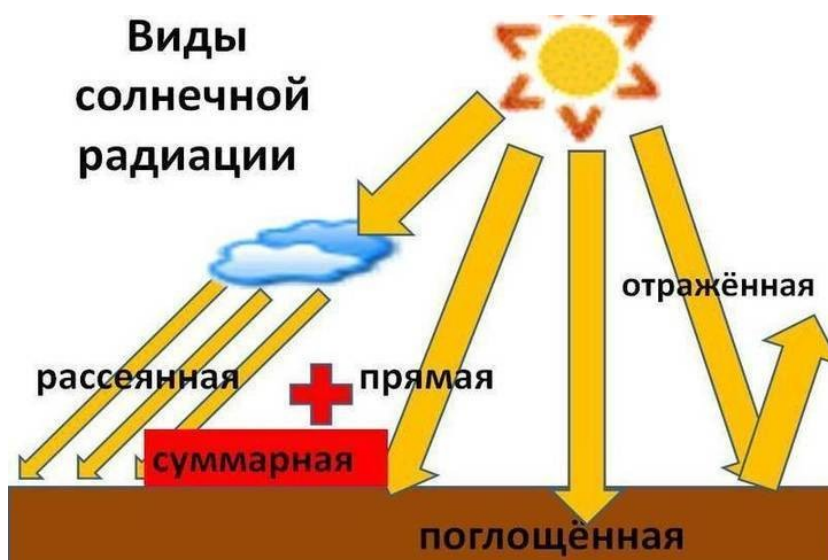 Виды
солнечной
радиации
отражённая
рассеянная
прямая
суммарная
поглощённая